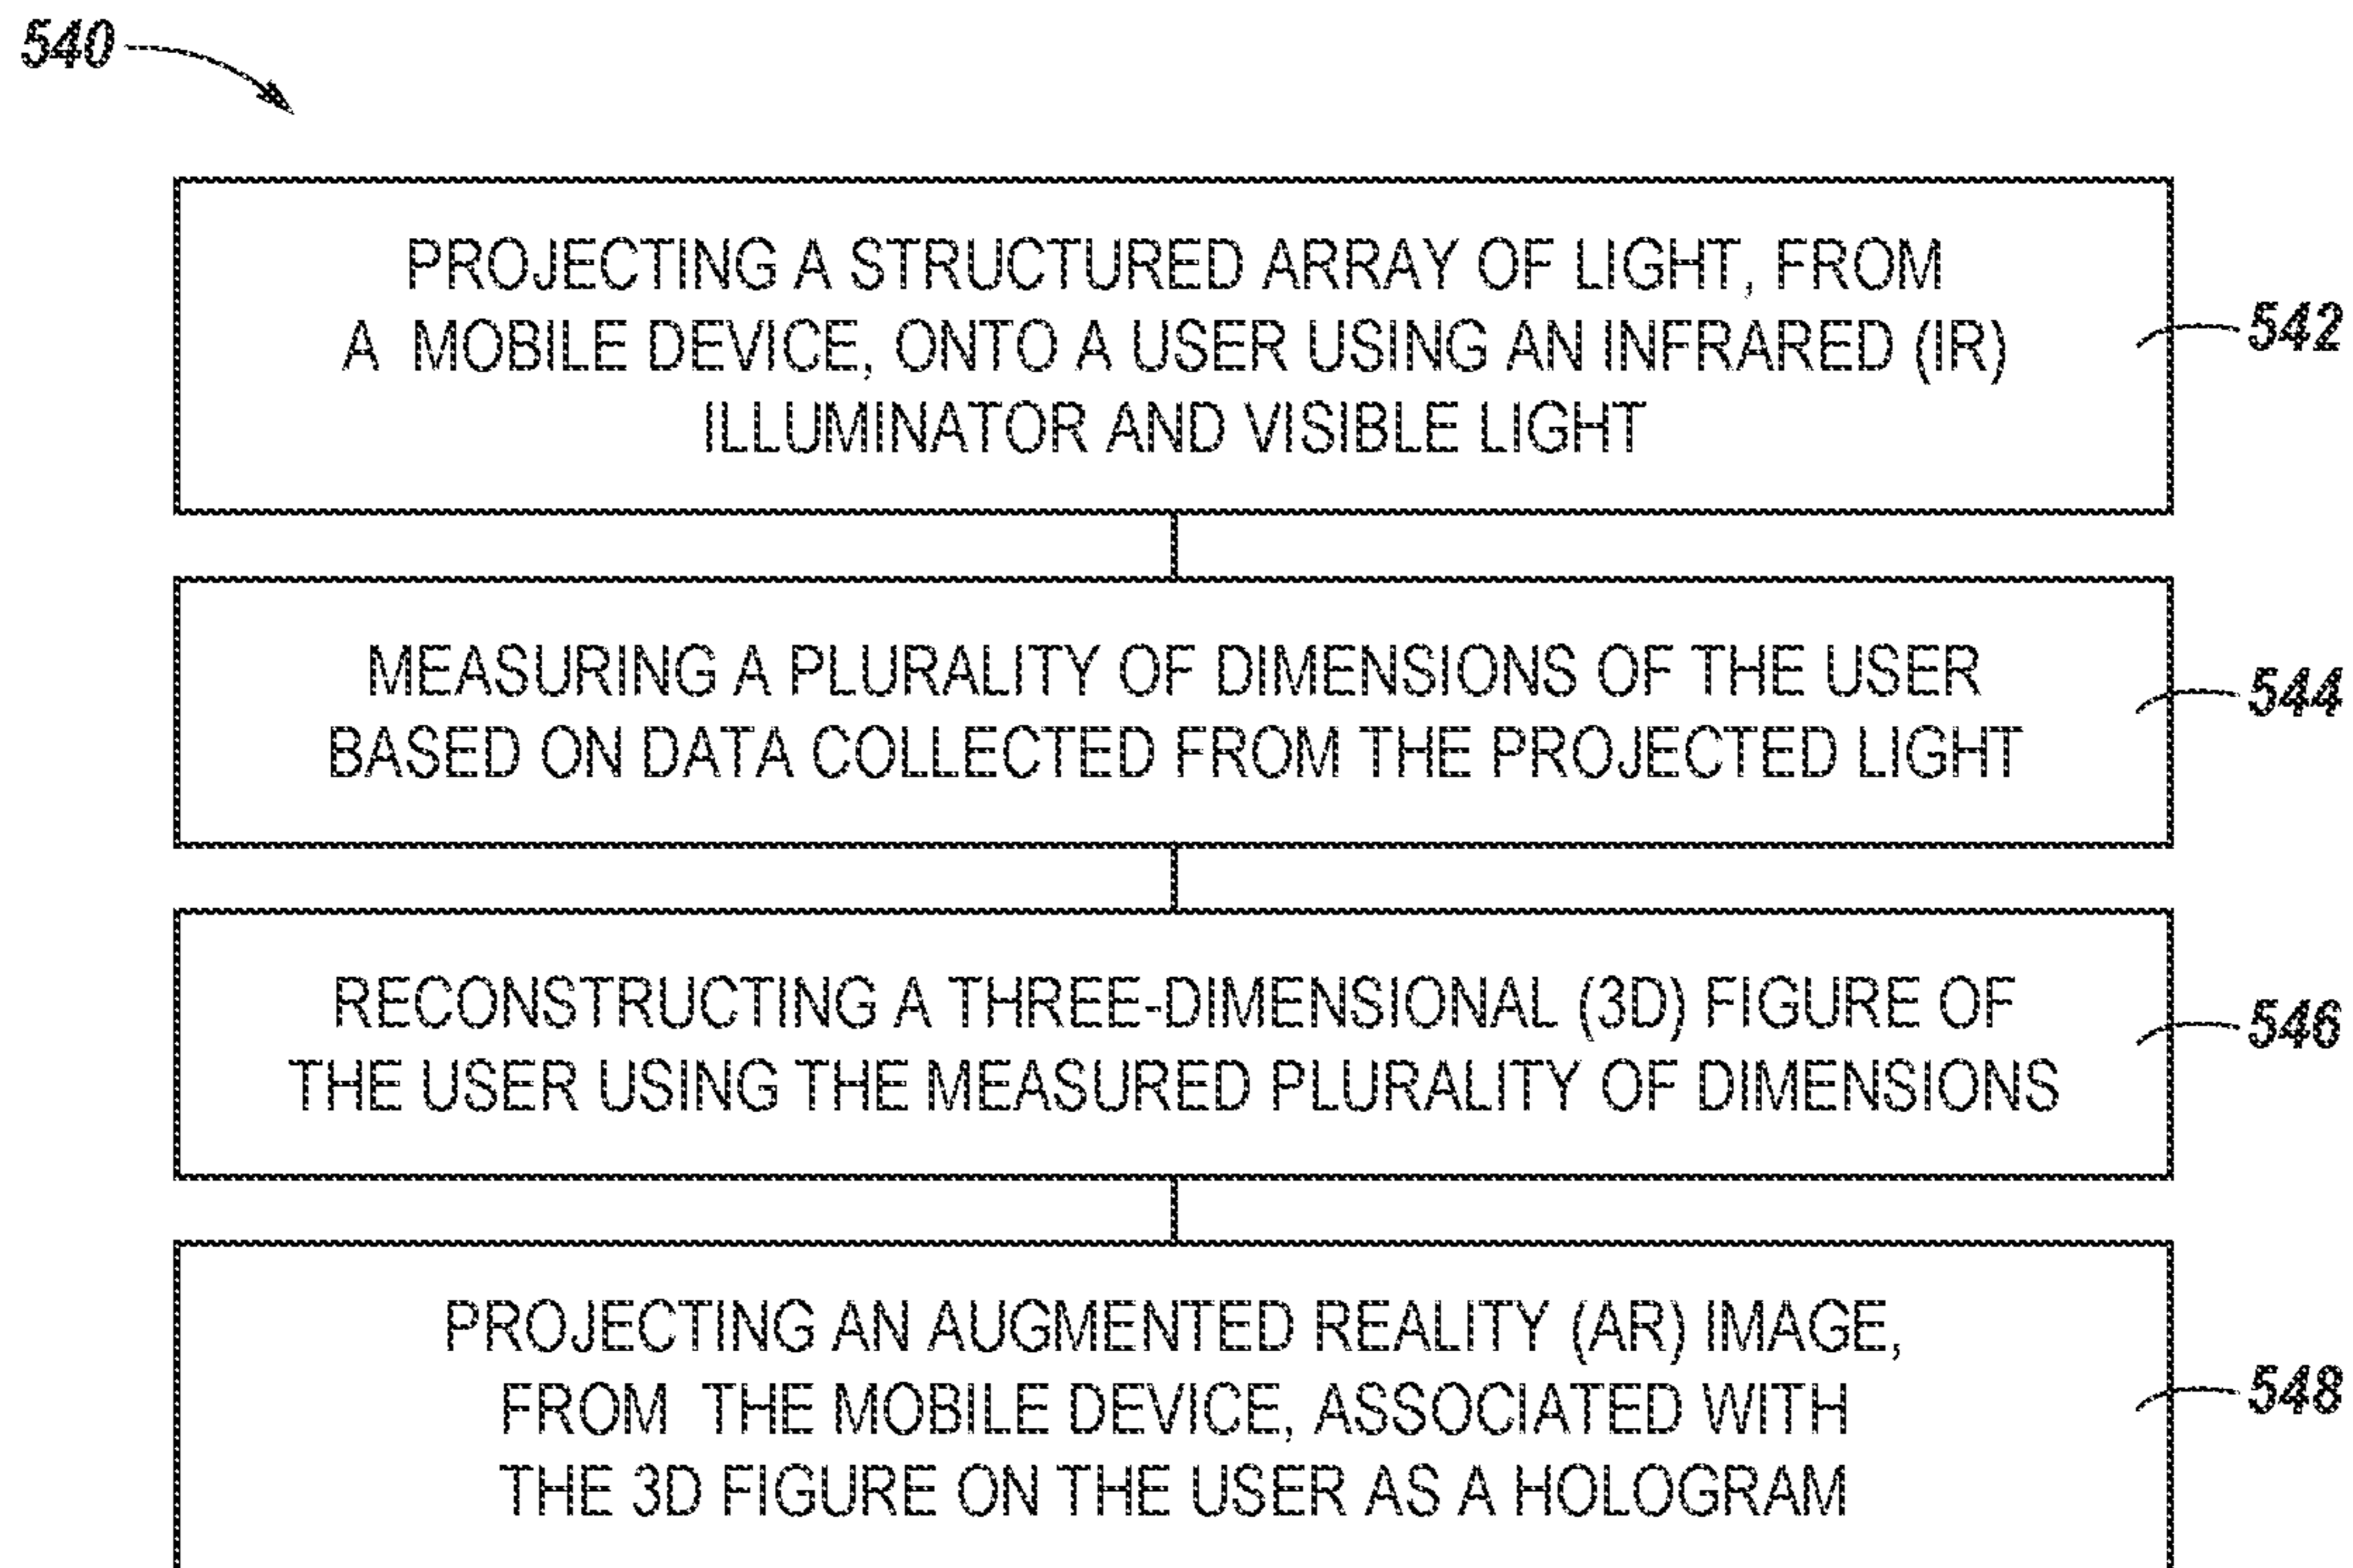 540
PROJECTING A STRUCTURED ARRAY OF LIGHT, FROM
A MOBILE DEVICE, ONTO A USER USING AN INFRARED (IR)
ILLUMINATOR AND VISIBLE LIGHT
542
MEASURING A PLURALITY OF DIMENSIONS OF THE USER
BASED ON DATA COLLECTED FROM THE PROJECTED LIGHT
544
RECONSTRUCTING A THREE-DIMENSIONAL (3D) FIGURE OF
THE USER USING THE MEASURED PLURALITY OF DIMENSIONS
546
PROJECTING AN AUGMENTED REALITY (AR) IMAGE,
FROM THE MOBILE DEVICE, ASSOCIATED WITH
THE 3D FIGURE ON THE USER AS A HOLOGRAM
548